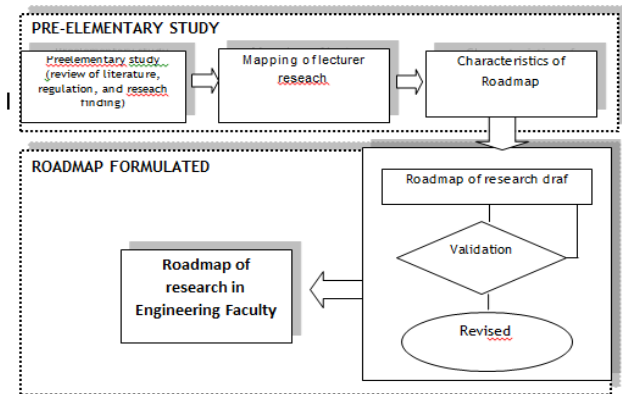 PRE-ELEMENTARY STUDY
Preelementary study
(review of literature,
regulation, and reseach
finding)
Mapping of lecturer
reseach
Characteristics of
Roadmap
ROADMAP FORMULATED
Roadmap of research draf
Validation
Revised
Roadmap of
research in
Engineering Faculty